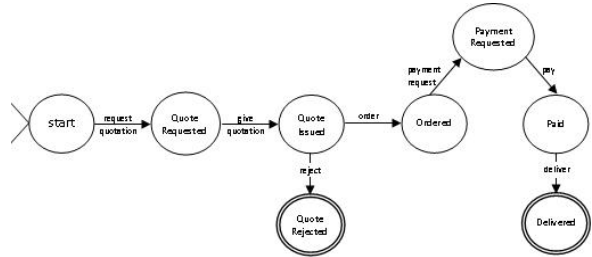 Payment
Requested
payment
request
pay
start
request
quotation
Quote
Requested
give
quotation
Quote
Issued
order
Ordered
Paid
reject
deliver
Quote
Rejected
Delivered